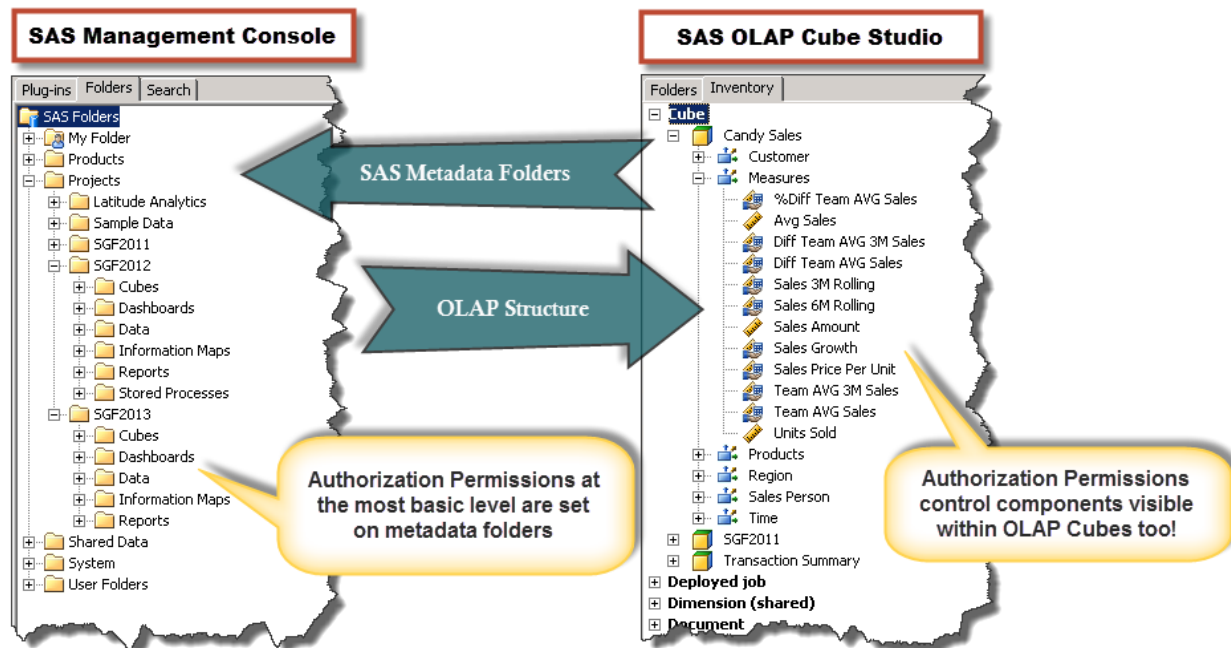 SAS Management Console
Plug-ins Folders Search
SAS Folders
My Folder
Products
Projects
Latitude Analytics
Sample Data
SGF2011
SGF2012
Cubes
Dashboards
Data
Information Maps
Reports
Stored Processes
SGF2013
Cubes
Dashboards
Data
Information Maps
Reports
Shared Data
System
User Folders
SAS Metadata Folders
OLAP Structure
Authorization Permissions at
the most basic level are set
on metadata folders
SAS OLAP Cube Studio
Folders Inventory
Cube
Candy Sales
Customer
Measures
%Diff Team AVG Sales
Avg Sales
Diff Team AVG 3M Sales
Diff Team AVG Sales
Sales 3M Rolling
Sales 6M Rolling
Sales Amount
Sales Growth
Sales Price Per Unit
Team AVG 3M Sales
Team AVG Sales
Units Sold
Products
Region
Sales Person
Time
SGF2011
Transaction Summary
Deployed job
Dimension (shared)
Document
Authorization Permissions
control components visible
within OLAP Cubes too!